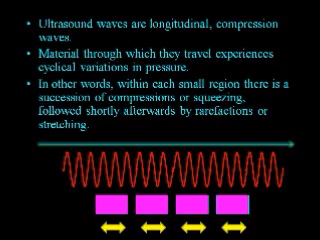 • Ultrasound waves are longitudinal, compression
waves.
• Material through which they travel experiences
cyclical variations in pressure.
• In other words, within each small region there is a
succession of compressions or squeezing,
followed shortly afterwards by rarefactions or
stretching.